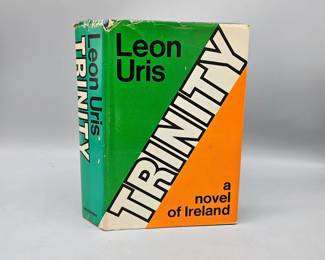 Leon Uris
TRINITY
Leon
Uris
TRINITY
a
novel
of Ireland